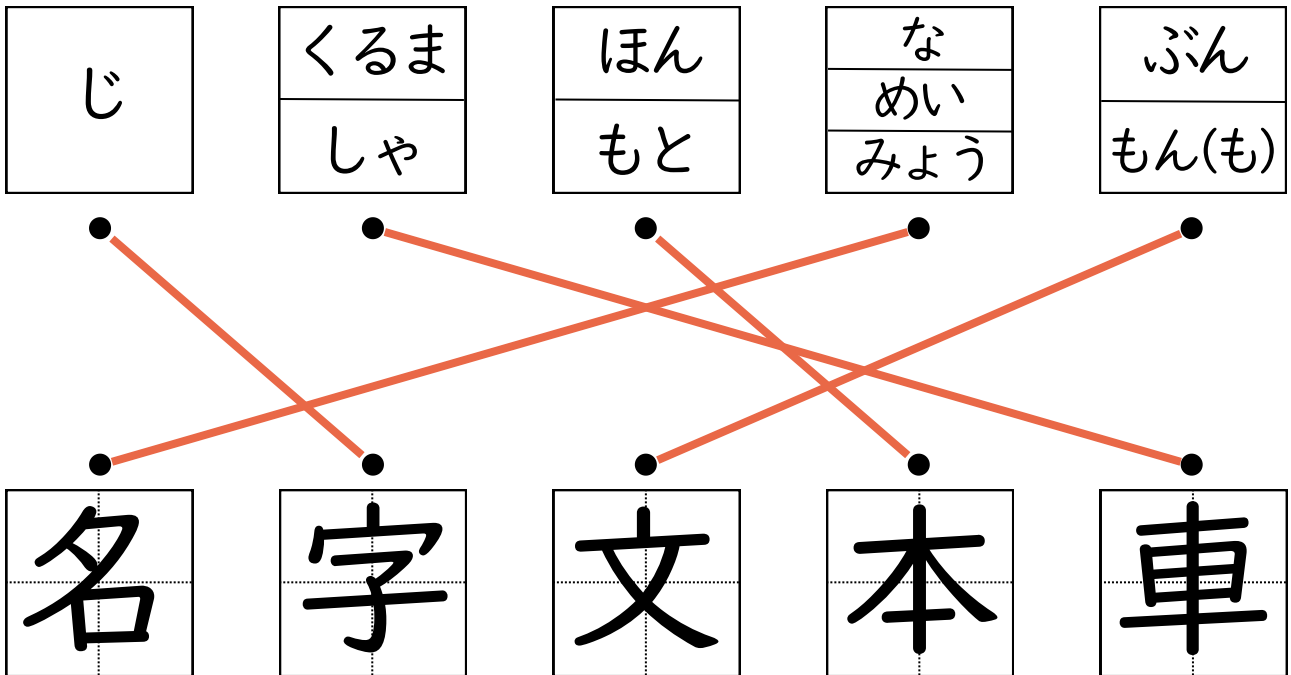 じ
くるま
しゃ
ほん
もと
な
めい
みょう
ぶん
もん(も)
名
字
文
本
車